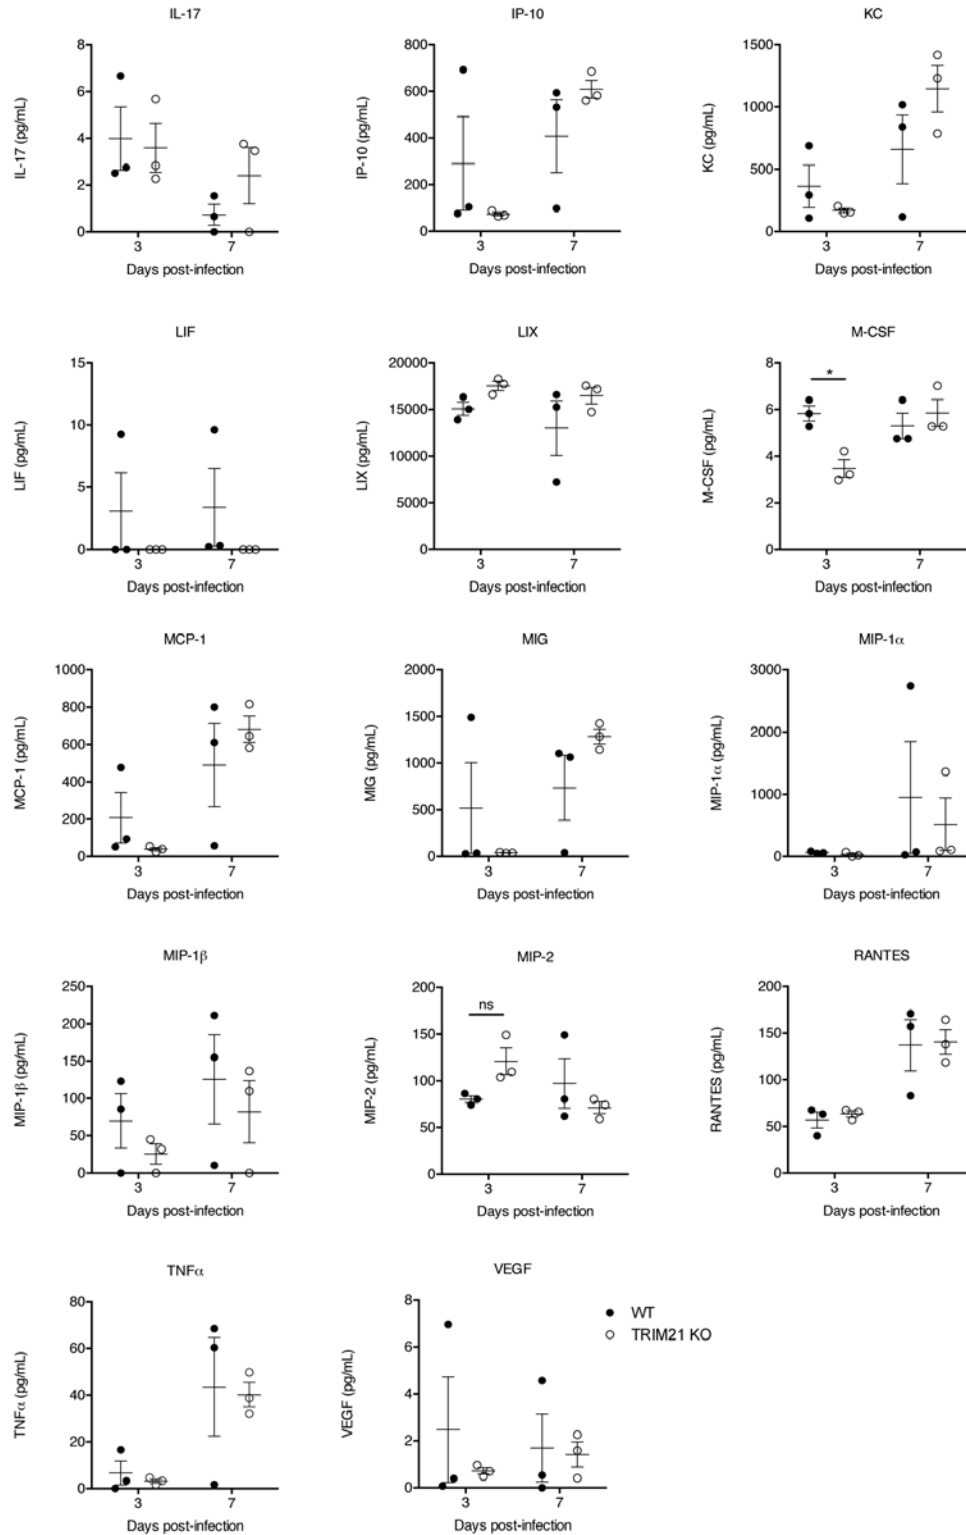 IL-17
IL-17 (pg/mL)
8
6
4
2
0
3
7
Days post-infection
IP-10
IP-10 (pg/mL)
800
600
400
200
0
3
7
Days post-infection
KC
KC (pg/mL)
1500
1000
500
0
3
7
Days post-infection
LIF
LIF (pg/mL)
15
10
5
0
3
7
Days post-infection
LIX
LIX (pg/mL)
20000
15000
10000
5000
0
3
7
Days post-infection
M-CSF
M-CSF (pg/mL)
8
6
4
2
0
*
3
7
Days post-infection
MCP-1
MCP-1 (pg/mL)
1000
800
600
400
200
0
3
7
Days post-infection
MIG
MIG (pg/mL)
2000
1500
1000
500
0
3
7
Days post-infection
MIP-1α
MIP-1α (pg/mL)
3000
2000
1000
0
3
7
Days post-infection
MIP-1β
MIP-1β (pg/mL)
250
200
150
100
50
0
3
7
Days post-infection
MIP-2
MIP-2 (pg/mL)
200
150
100
50
0
ns
3
7
Days post-infection
RANTES
RANTES (pg/mL)
200
150
100
50
0
3
7
Days post-infection
TNFα
TNFα (pg/mL)
80
60
40
20
0
3
7
Days post-infection
VEGF
VEGF (pg/mL)
8
6
4
2
0
3
7
Days post-infection
WT
TRIM21 KO